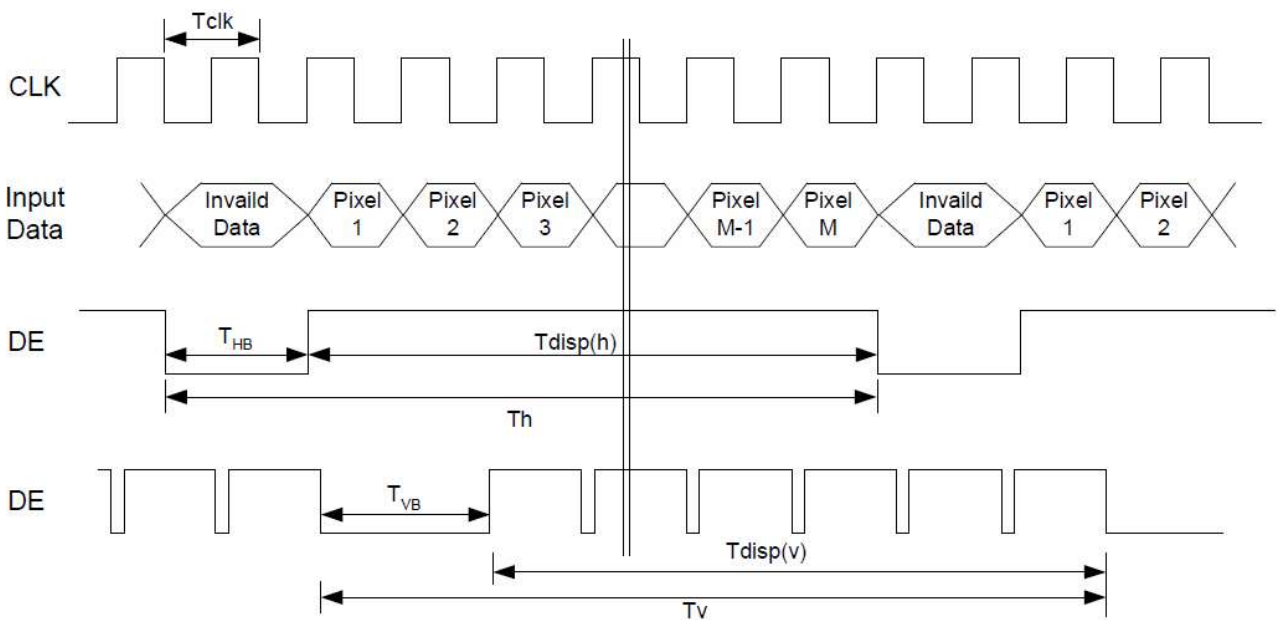 Tclk
CLK
Input
Data
Invaild
Data
Pixel
1
Pixel
2
Pixel
3
Pixel
M-1
Pixel
M
Invaild
Data
Pixel
1
Pixel
2
DE
THB
Tdisp(h)
Th
DE
TVB
Tdisp(v)
Tv